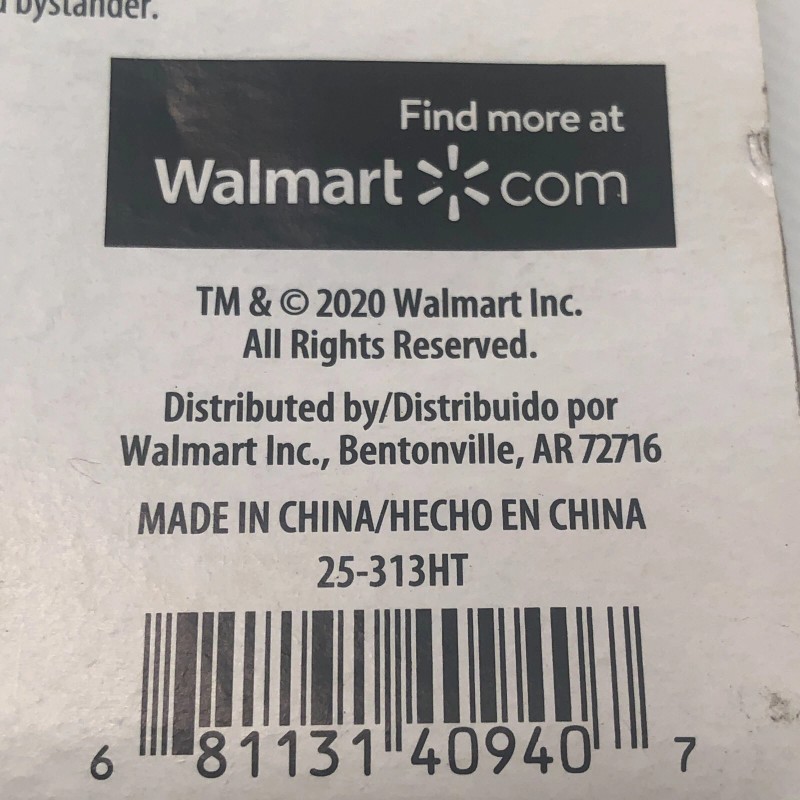 bystander.
Find more at
Walmart com
TM & © 2020 Walmart Inc.
All Rights Reserved.
Distributed by/Distribuido por
Walmart Inc., Bentonville, AR 72716
MADE IN CHINA/HECHO EN CHINA
25-313HT
6 81131 40940 7